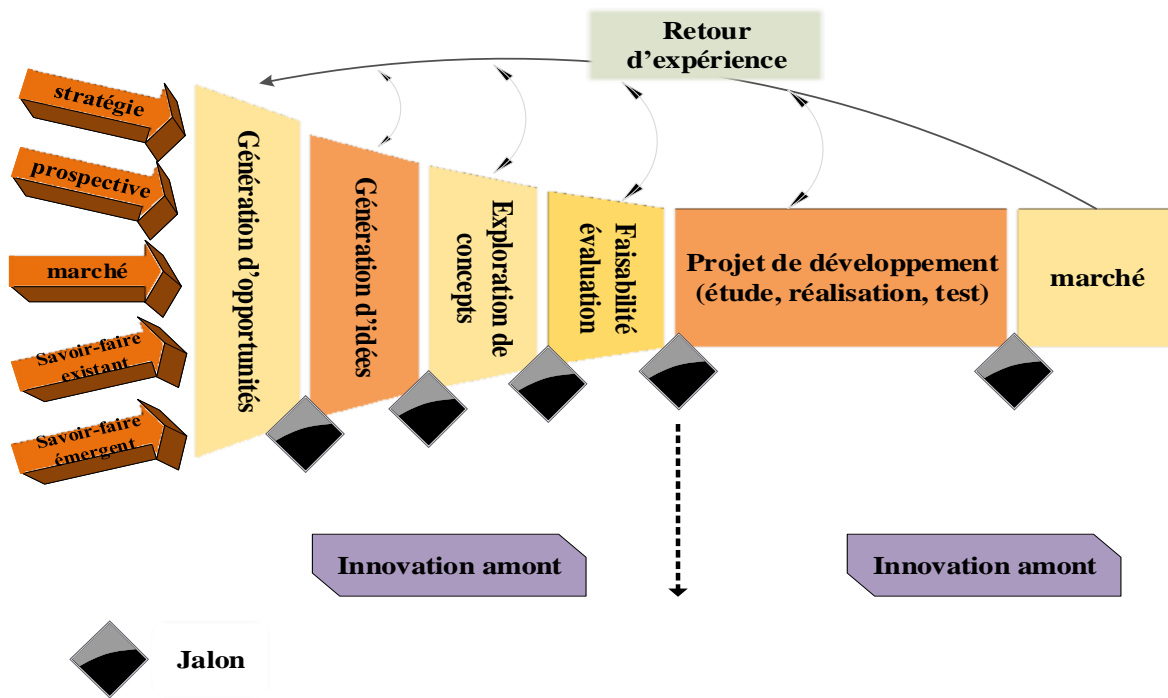 Retour
d’expérience
stratégie
prospective
marché
Savoir-faire
existant
Savoir-faire
émergent
Génération d’opportunités
Génération d’idées
Exploration de
concepts
Faisabilité
évaluation
Projet de développement
(étude, réalisation, test)
marché
Innovation amont
Innovation amont
Jalon